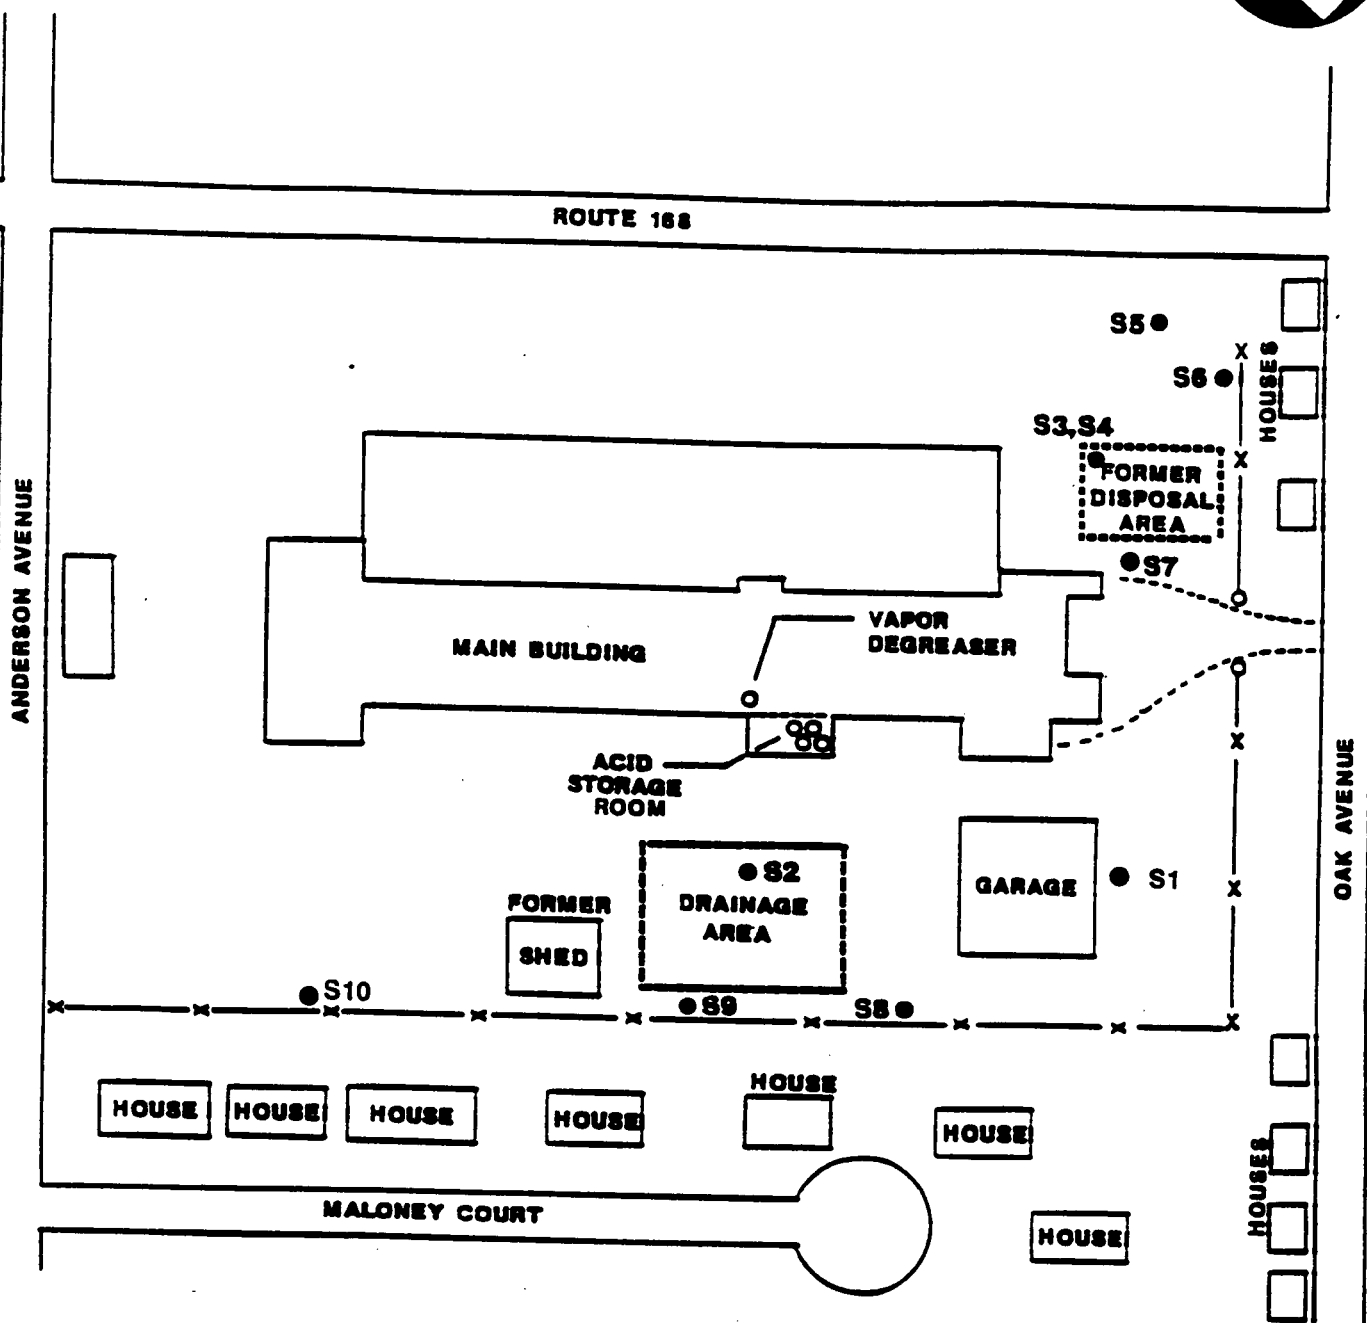 ROUTE 168
S5
S6
HOUSES
S3,S4
FORMER
DISPOSAL
AREA
S7
ANDERSON AVENUE
MAIN BUILDING
VAPOR
DEGREASER
ACID
STORAGE
ROOM
OAK AVENUE
S2
DRAINAGE
AREA
GARAGE
S1
FORMER
SHED
S10
S9
S8
HOUSE
HOUSE
HOUSE
HOUSE
HOUSE
HOUSE
HOUSES
MALONEY COURT
HOUSE